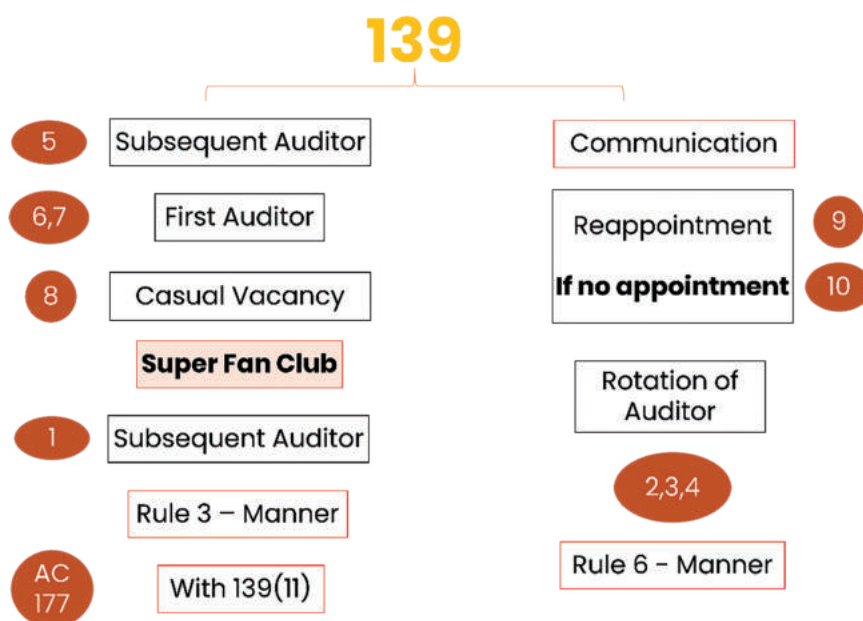 139
5
Subsequent Auditor
6,7
First Auditor
8
Casual Vacancy
Super Fan Club
1
Subsequent Auditor
Rule 3 – Manner
AC
177
With 139(11)
Communication
Reappointment
9
If no appointment
10
Rotation of
Auditor
2,3,4
Rule 6 - Manner